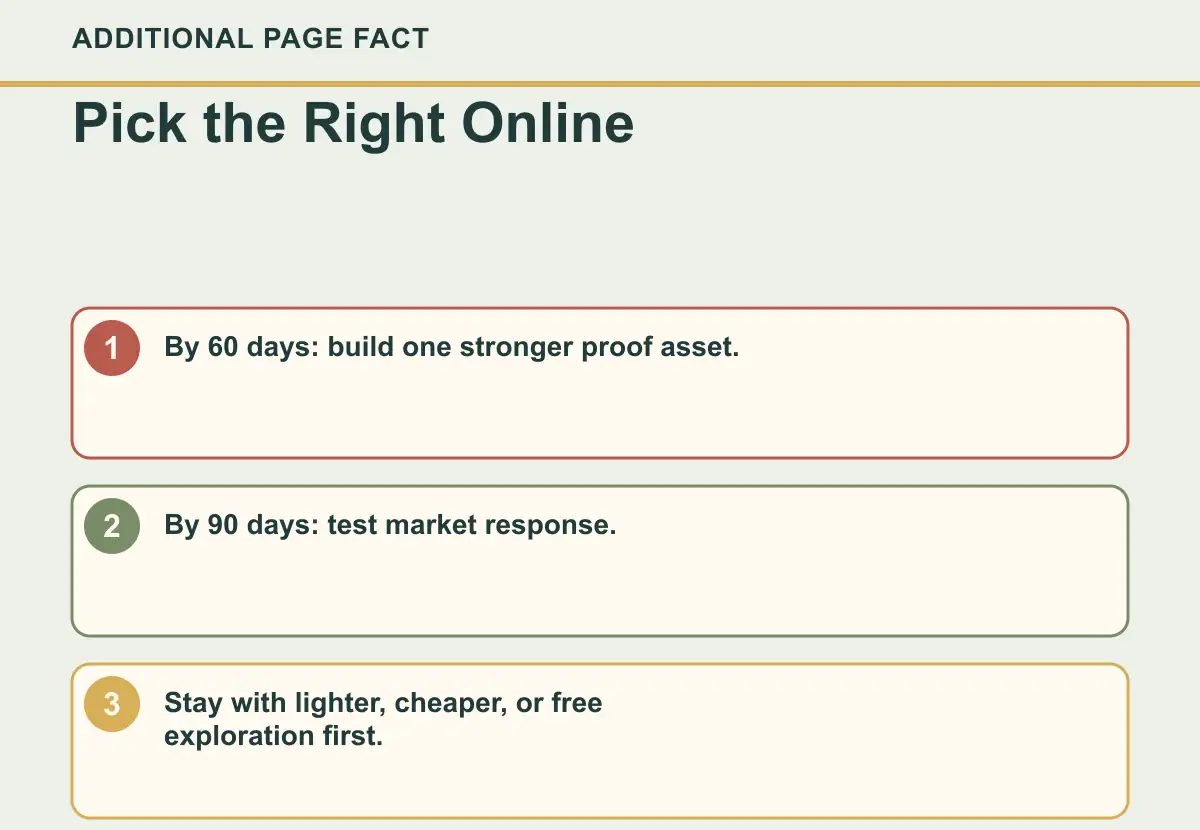 ADDITIONAL PAGE FACT
Pick the Right Online
1
By 60 days: build one stronger proof asset.
2
By 90 days: test market response.
3
Stay with lighter, cheaper, or free
exploration first.